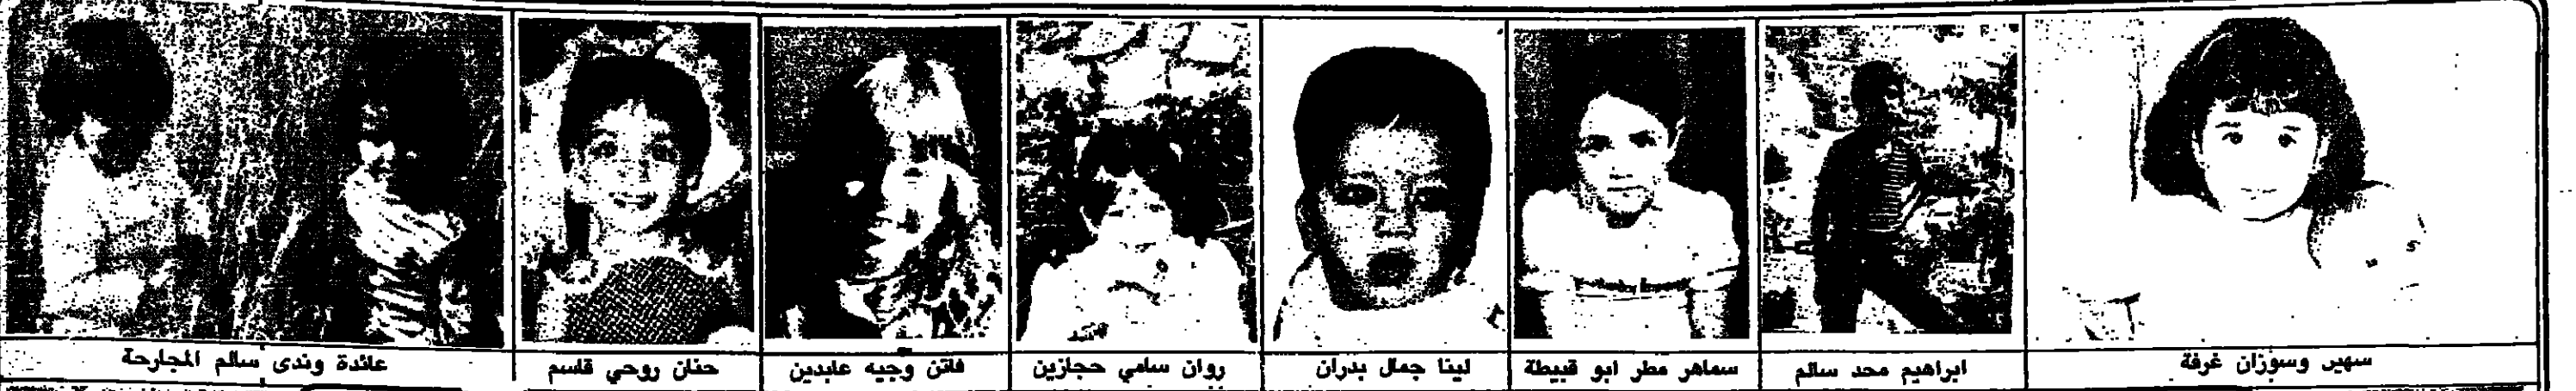 سهير وسوزان غرفة
ابراهيم محمد سالم
سماهر مطر ابو قبيطة
لينا جمال بدران
روان سامي حجازين
فاتن وجيه عابدين
حنان روحي قاسم
عائدة وندى سالم المجارحة